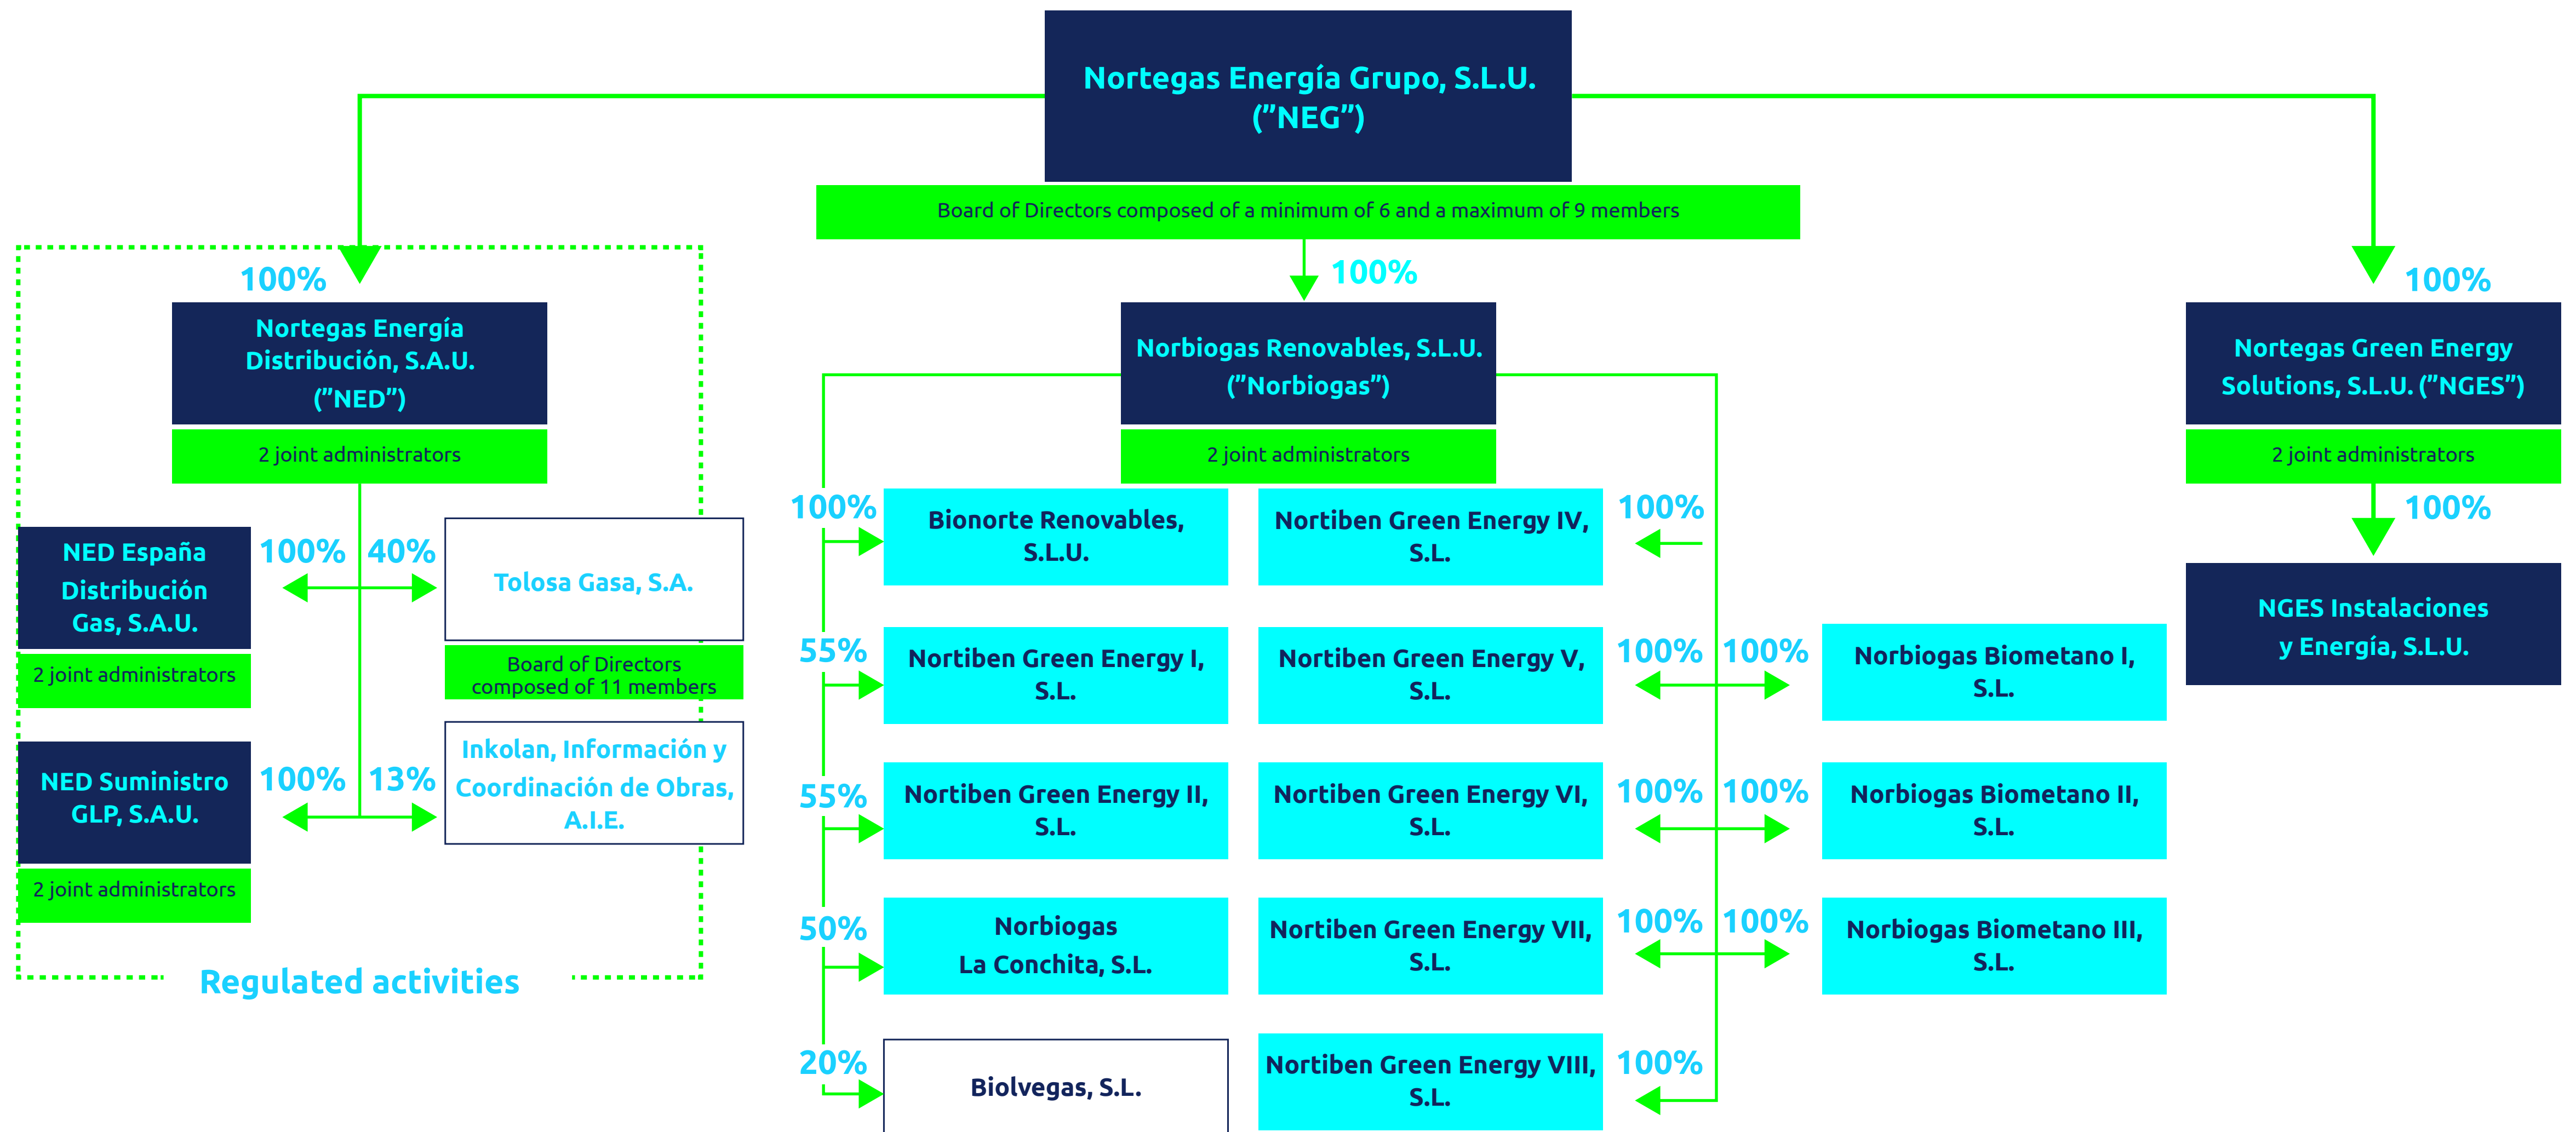 Nortegas Energía Grupo, S.L.U.
(”NEG”)
Board of Directors composed of a minimum of 6 and a maximum of 9 members
100%
Nortegas Energía
Distribución, S.A.U.
(”NED”)
2 joint administrators
100%
NED España
Distribución
Gas, S.A.U.
2 joint administrators
40%
Tolosa Gasa, S.A.
Board of Directors
composed of 11 members
100%
NED Suministro
GLP, S.A.U.
2 joint administrators
13%
Inkolan, Información y
Coordinación de Obras,
A.I.E.
Regulated activities
100%
Norbiogas Renovables, S.L.U.
(”Norbiogas”)
2 joint administrators
100%
Bionorte Renovables,
S.L.U.
55%
Nortiben Green Energy I,
S.L.
55%
Nortiben Green Energy II,
S.L.
50%
Norbiogas
La Conchita, S.L.
20%
Biolvegas, S.L.
Nortiben Green Energy IV,
S.L.
100%
Nortiben Green Energy V,
S.L.
100%
Nortiben Green Energy VI,
S.L.
100%
Nortiben Green Energy VII,
S.L.
100%
Nortiben Green Energy VIII,
S.L.
100%
100%
Norbiogas Biometano I,
S.L.
100%
Norbiogas Biometano II,
S.L.
100%
Norbiogas Biometano III,
S.L.
100%
Nortegas Green Energy
Solutions, S.L.U. (”NGES”)
2 joint administrators
100%
NGES Instalaciones
y Energía, S.L.U.